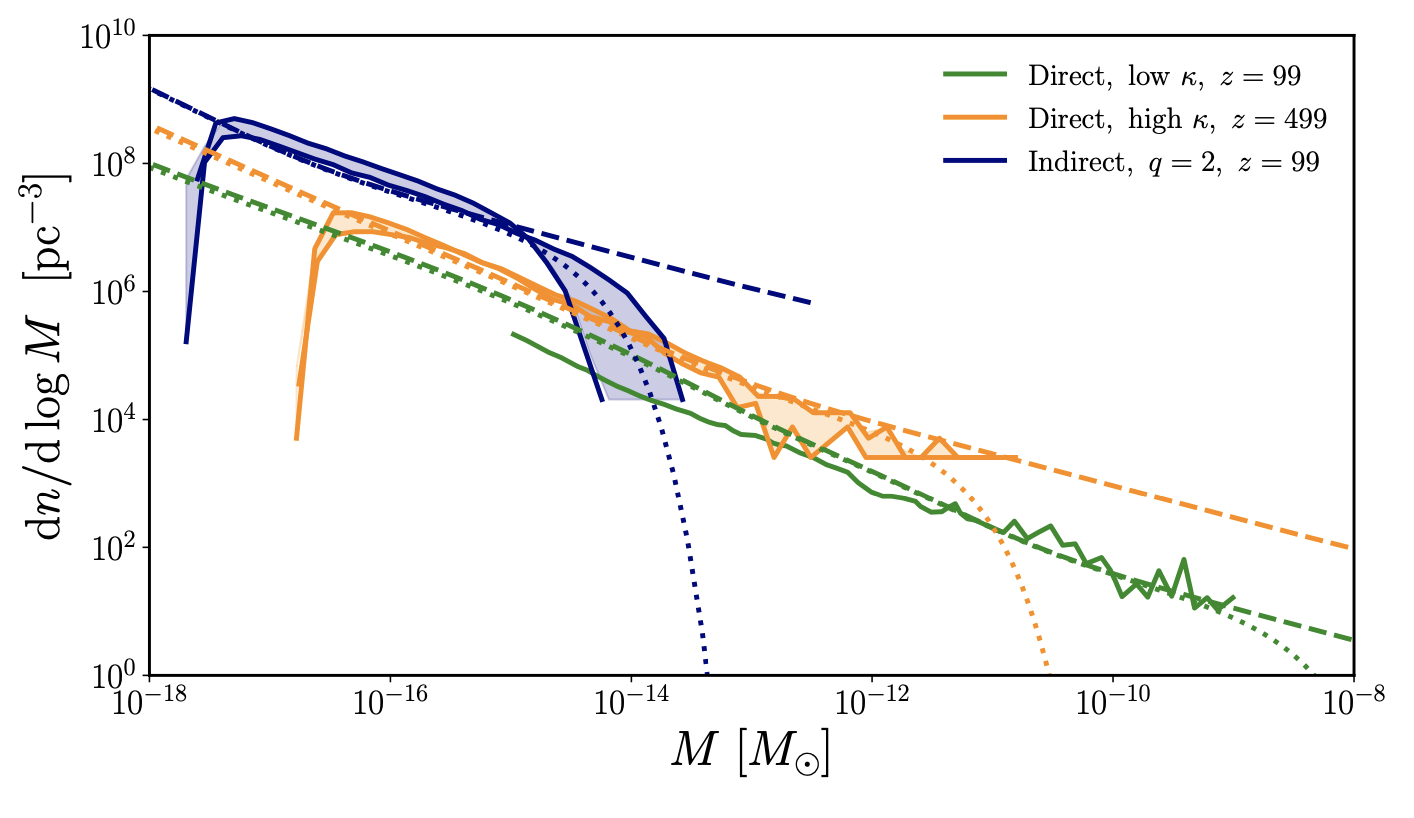 10^10
10^8
10^6
10^4
10^2
10^0
dn/d log M [pc^−3]
Direct, low κ, z = 99
Direct, high κ, z = 499
Indirect, q = 2, z = 99
10^−18 10^−16 10^−14 10^−12 10^−10 10^−8
M [M_⊙]